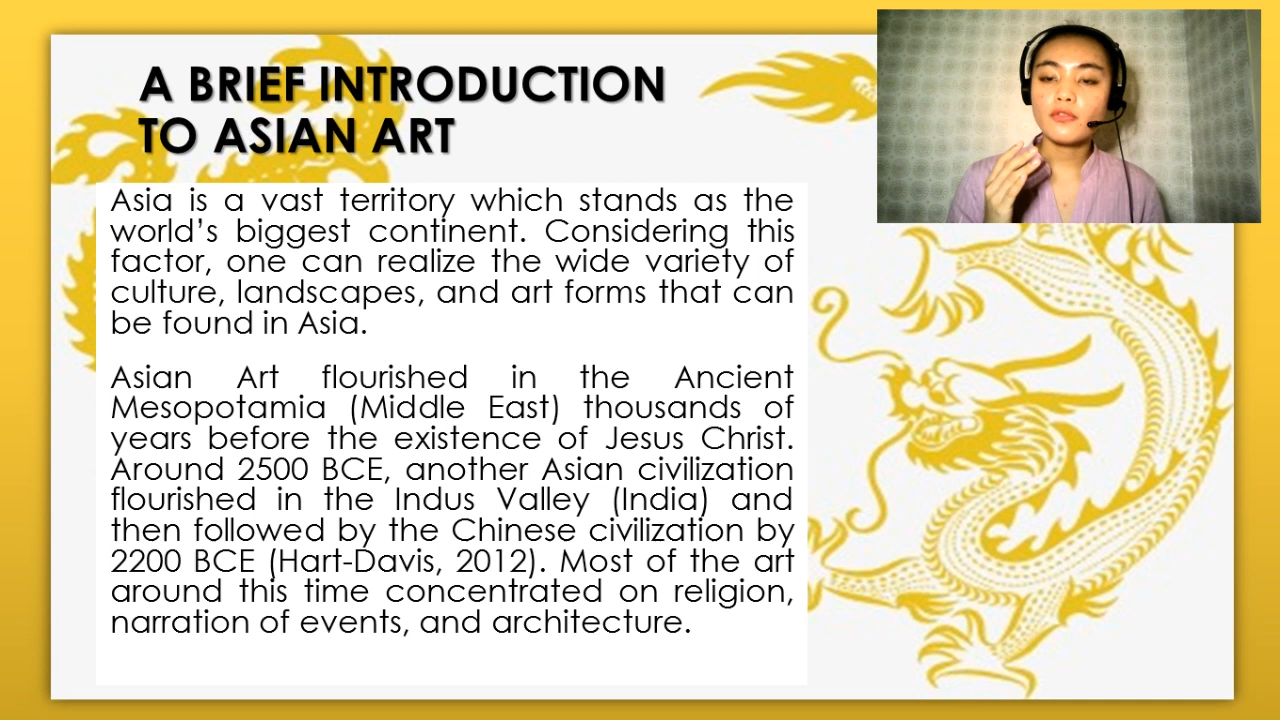 A BRIEF INTRODUCTION
TO ASIAN ART
Asia is a vast territory which stands as the
world’s biggest continent. Considering this
factor, one can realize the wide variety of
culture, landscapes, and art forms that can
be found in Asia.
Asian Art flourished in the Ancient
Mesopotamia (Middle East) thousands of
years before the existence of Jesus Christ.
Around 2500 BCE, another Asian civilization
flourished in the Indus Valley (India) and
then followed by the Chinese civilization by
2200 BCE (Hart-Davis, 2012). Most of the art
around this time concentrated on religion,
narration of events, and architecture.